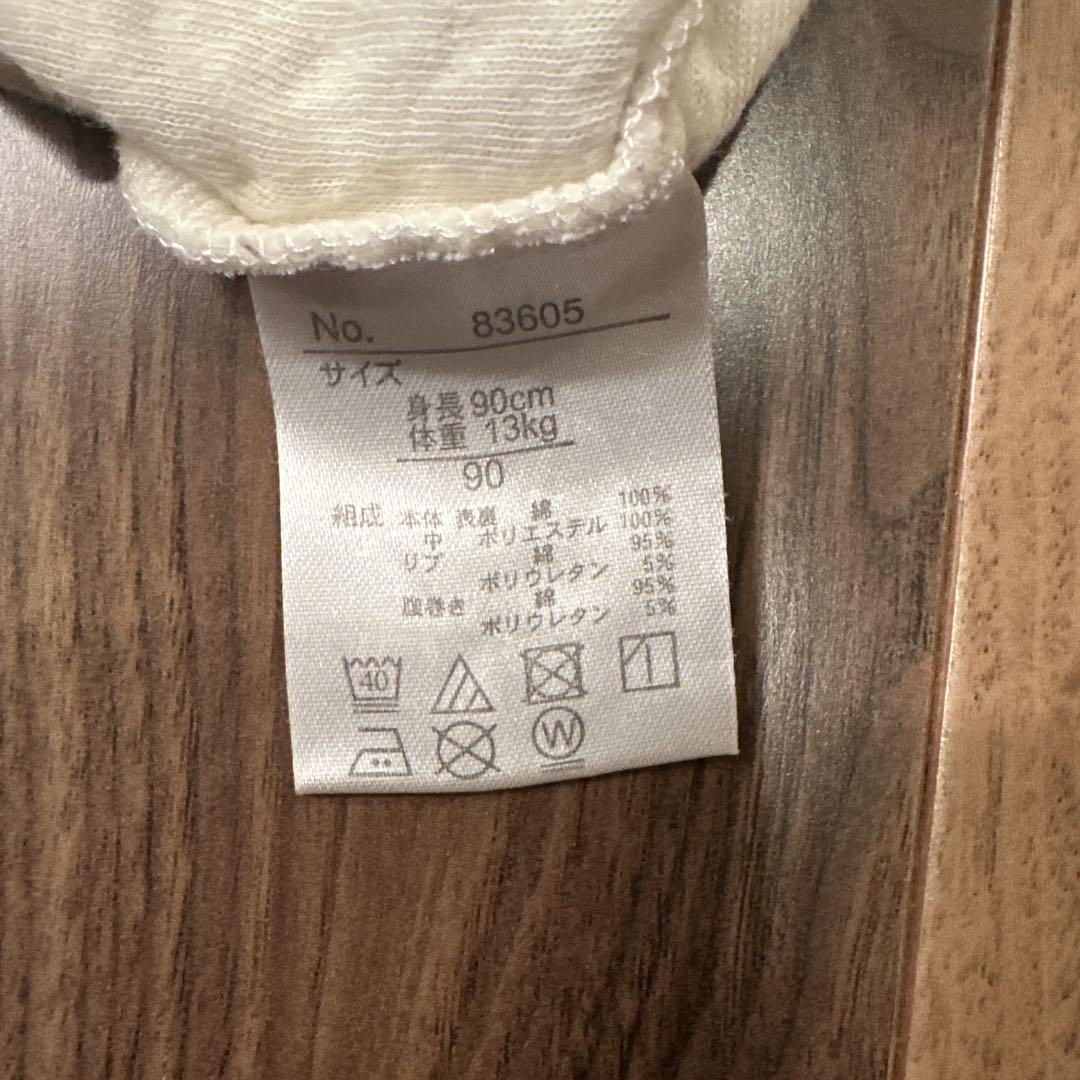 No. 83605
サイズ
身長 90cm
体重 13kg
90
組成 本体 表裏 綿 100%
中 ポリエステル 100%
リブ 綿 95%
ポリウレタン 5%
腹巻き 綿 95%
ポリウレタン 5%
40
W